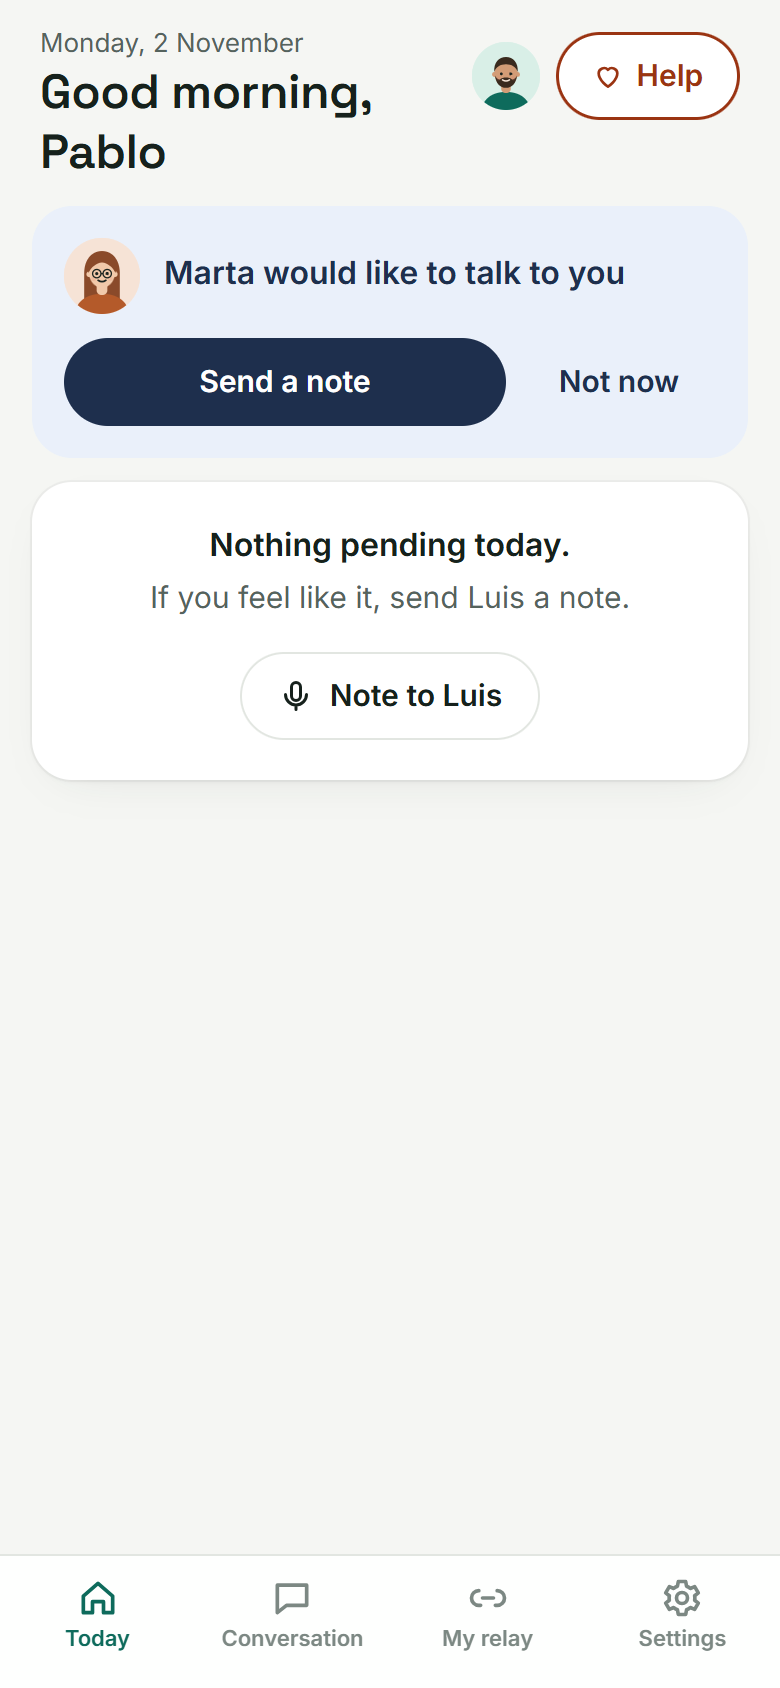 Monday, 2 November
Good morning,
Pablo
Help
Marta would like to talk to you
Send a note
Not now
Nothing pending today.
If you feel like it, send Luis a note.
Note to Luis
Today
Conversation
My relay
Settings